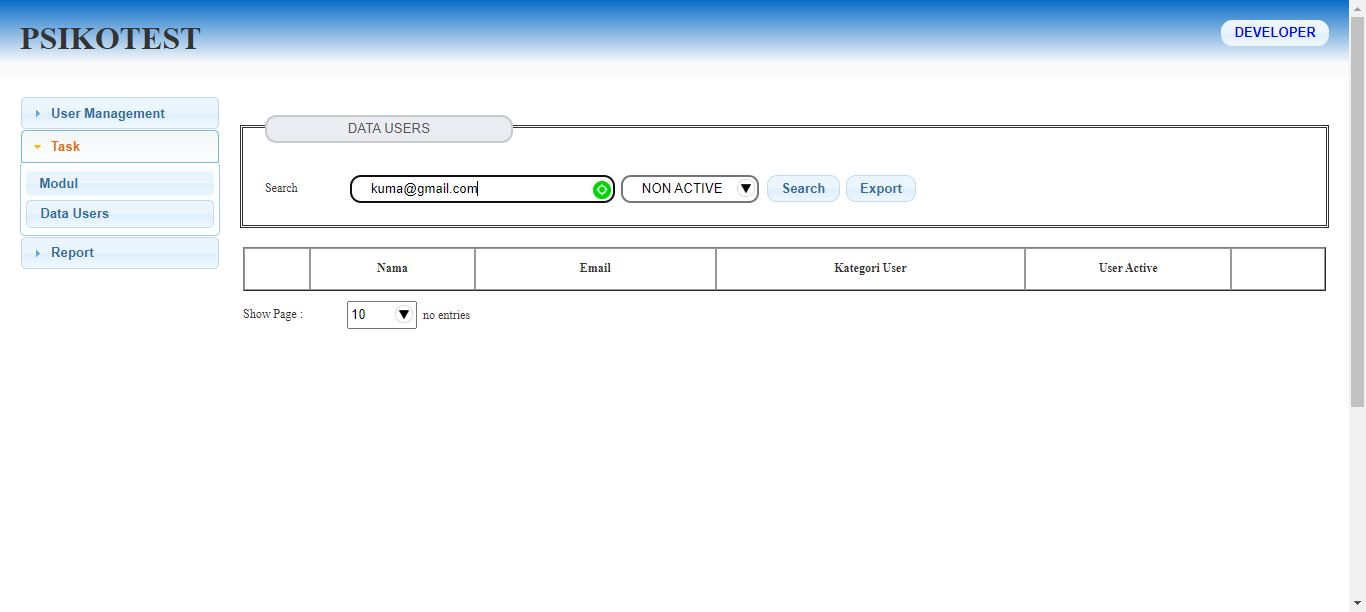 PSIKOTEST
DEVELOPER
User Management
Task
Modul
Data Users
Report
DATA USERS
Search kuma@gmail.com NON ACTIVE Search Export
Nama Email Kategori User User Active
Show Page : 10 no entries